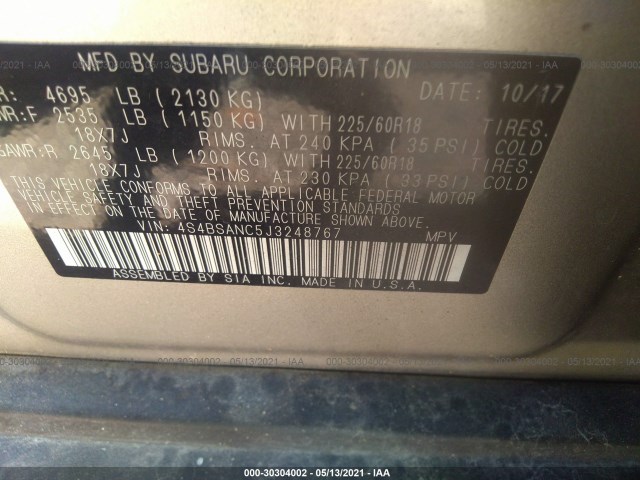 MFD BY SUBARU CORPORATION
R: 4695 LB (2130 KG) DATE: 10/17
WR:F 2535 LB (1150 KG) WITH 225/60R18 TIRES.
18X7J RIMS. AT 240 KPA (35 PSI) COLD
GAWR:R 2645 LB (1200 KG) WITH 225/60R18 TIRES.
18X7J RIMS. AT 230 KPA (33 PSI) COLD
THIS VEHICLE CONFORMS TO ALL APPLICABLE FEDERAL MOTOR
VEHICLE SAFETY AND THEFT PREVENTION STANDARDS
IN EFFECT ON THE DATE OF MANUFACTURE SHOWN ABOVE.
VIN: 4S4BSANC5J3248767 MPV
ASSEMBLED BY SIA INC. MADE IN U.S.A.
000-30304002 - 05/13/2021 - IAA